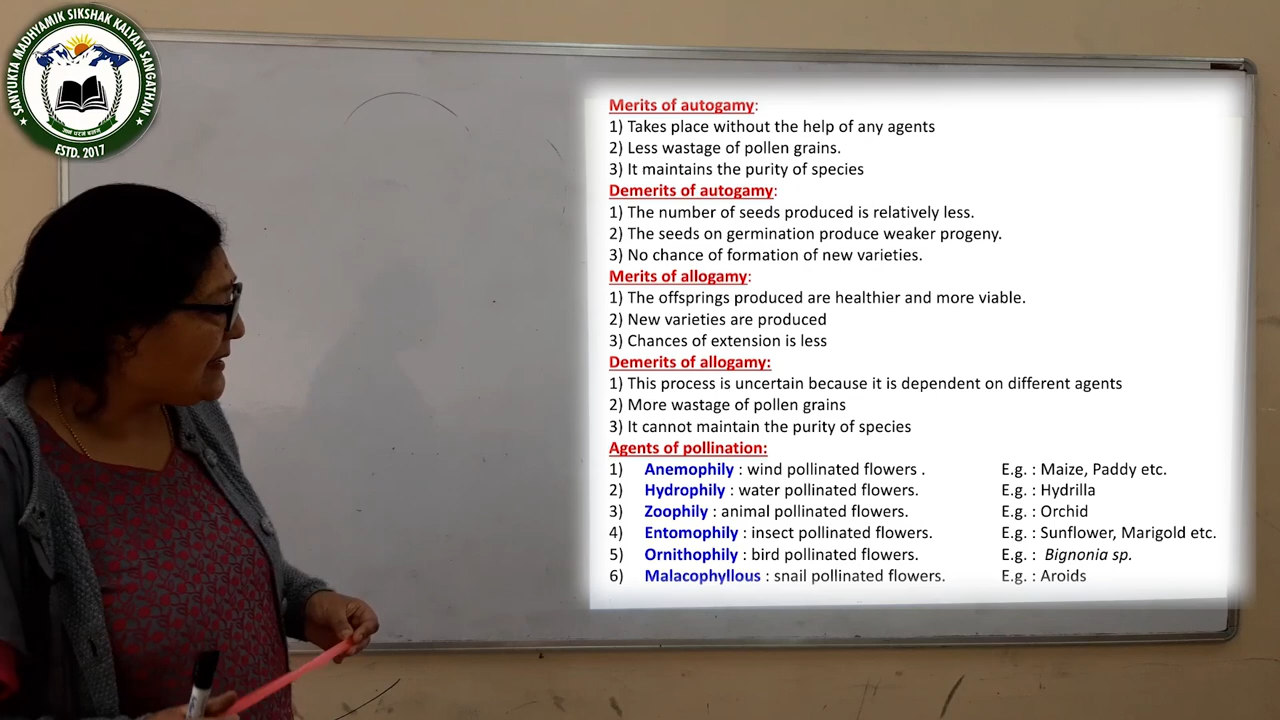 SANYUKTA MADHYAMIK SIKSHAK KALYAN SANGATHAN
ESTD. 2017
Merits of autogamy:
1) Takes place without the help of any agents
2) Less wastage of pollen grains.
3) It maintains the purity of species
Demerits of autogamy:
1) The number of seeds produced is relatively less.
2) The seeds on germination produce weaker progeny.
3) No chance of formation of new varieties.
Merits of allogamy:
1) The offsprings produced are healthier and more viable.
2) New varieties are produced
3) Chances of extension is less
Demerits of allogamy:
1) This process is uncertain because it is dependent on different agents
2) More wastage of pollen grains
3) It cannot maintain the purity of species
Agents of pollination:
1) Anemophily : wind pollinated flowers . E.g. : Maize, Paddy etc.
2) Hydrophily : water pollinated flowers. E.g. : Hydrilla
3) Zoophily : animal pollinated flowers. E.g. : Orchid
4) Entomophily : insect pollinated flowers. E.g. : Sunflower, Marigold etc.
5) Ornithophily : bird pollinated flowers. E.g. : Bignonia sp.
6) Malacophyllous : snail pollinated flowers. E.g. : Aroids